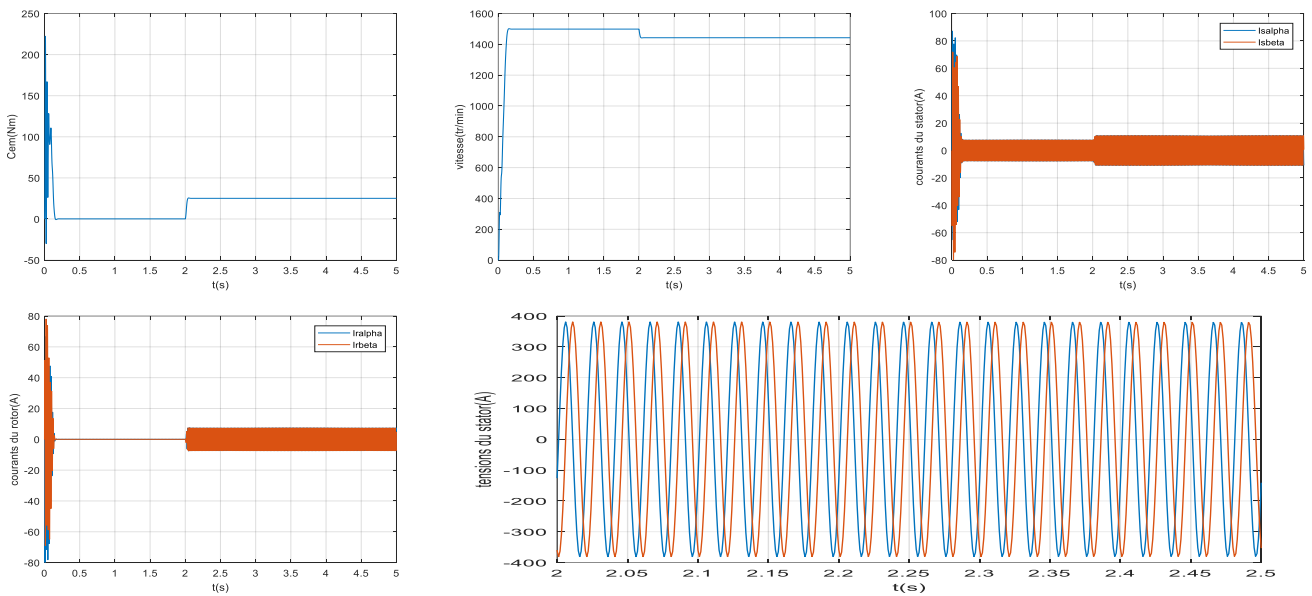 250
200
150
100
50
0
-50
Cem(Nm)
0 0.5 1 1.5 2 2.5 3 3.5 4 4.5 5
t(s)
1600
1400
1200
1000
800
600
400
200
0
vitesse(tr/min)
0 0.5 1 1.5 2 2.5 3 3.5 4 4.5 5
t(s)
100
80
60
40
20
0
-20
-40
-60
-80
courants du stator(A)
Isalpha
Isbeta
0 0.5 1 1.5 2 2.5 3 3.5 4 4.5 5
t(s)
80
60
40
20
0
-20
-40
-60
-80
courants du rotor(A)
Iralpha
Irbeta
0 0.5 1 1.5 2 2.5 3 3.5 4 4.5 5
t(s)
400
300
200
100
0
-100
-200
-300
-400
tensions du stator(A)
2 2.05 2.1 2.15 2.2 2.25 2.3 2.35 2.4 2.45 2.5
t(s)